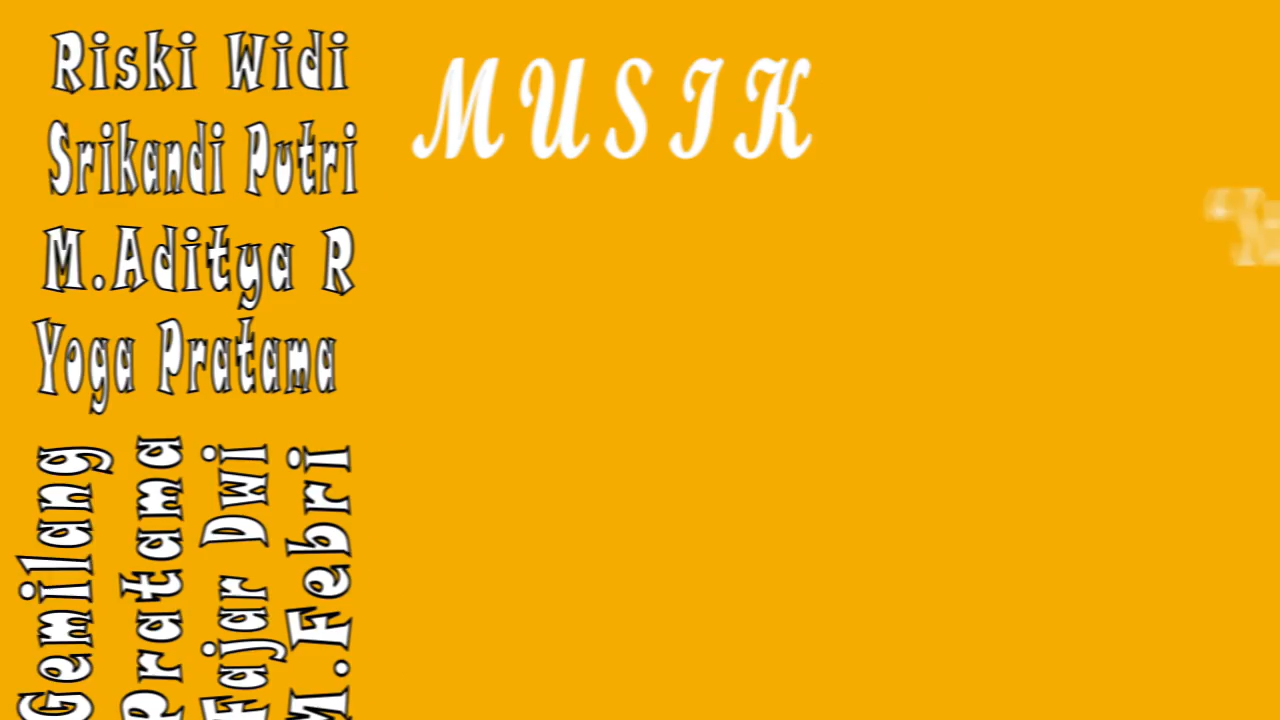 Riski Widi
Srikandi Putri
M.Aditya R
Yoga Pratama
Gemilang
Pratama
Fajar Dwi
M.Febri
MUSIK